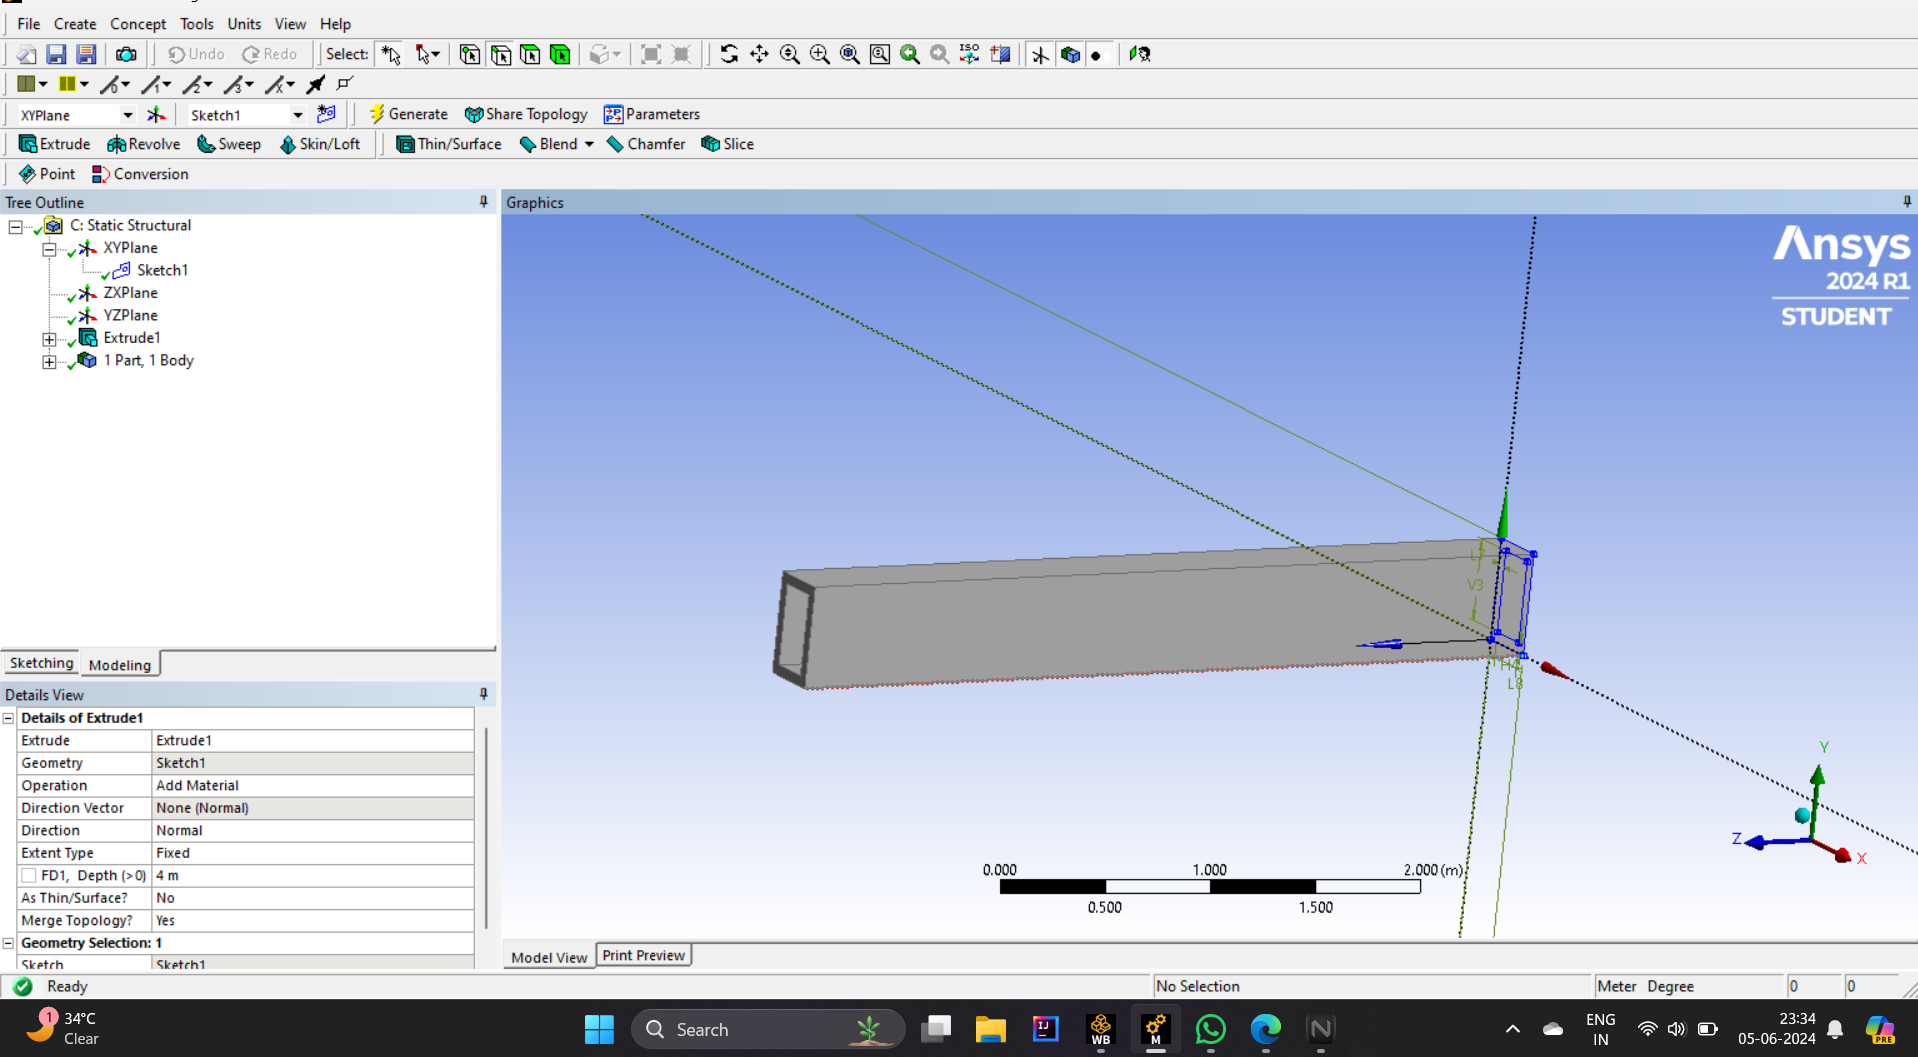 File Create Concept Tools Units View Help
Undo Redo Select: ISO
XYPlane Sketch1 Generate Share Topology Parameters
Extrude Revolve Sweep Skin/Loft Thin/Surface Blend Chamfer Slice
Point Conversion
Tree Outline
C: Static Structural
XYPlane
Sketch1
ZXPlane
YZPlane
Extrude1
1 Part, 1 Body
Sketching Modeling
Details View
Details of Extrude1
Extrude Extrude1
Geometry Sketch1
Operation Add Material
Direction Vector None (Normal)
Direction Normal
Extent Type Fixed
FD1, Depth (>0) 4 m
As Thin/Surface? No
Merge Topology? Yes
Geometry Selection: 1
Sketch Sketch1
Graphics
Ansys
2024 R1
STUDENT
L7
V3
L8
Y
Z
X
0.000 1.000 2.000 (m)
0.500 1.500
Model View Print Preview
Ready No Selection Meter Degree 0 0
1
34°C
Clear
Search
IJ
WB
M
N
ENG
IN
23:34
05-06-2024
PRE